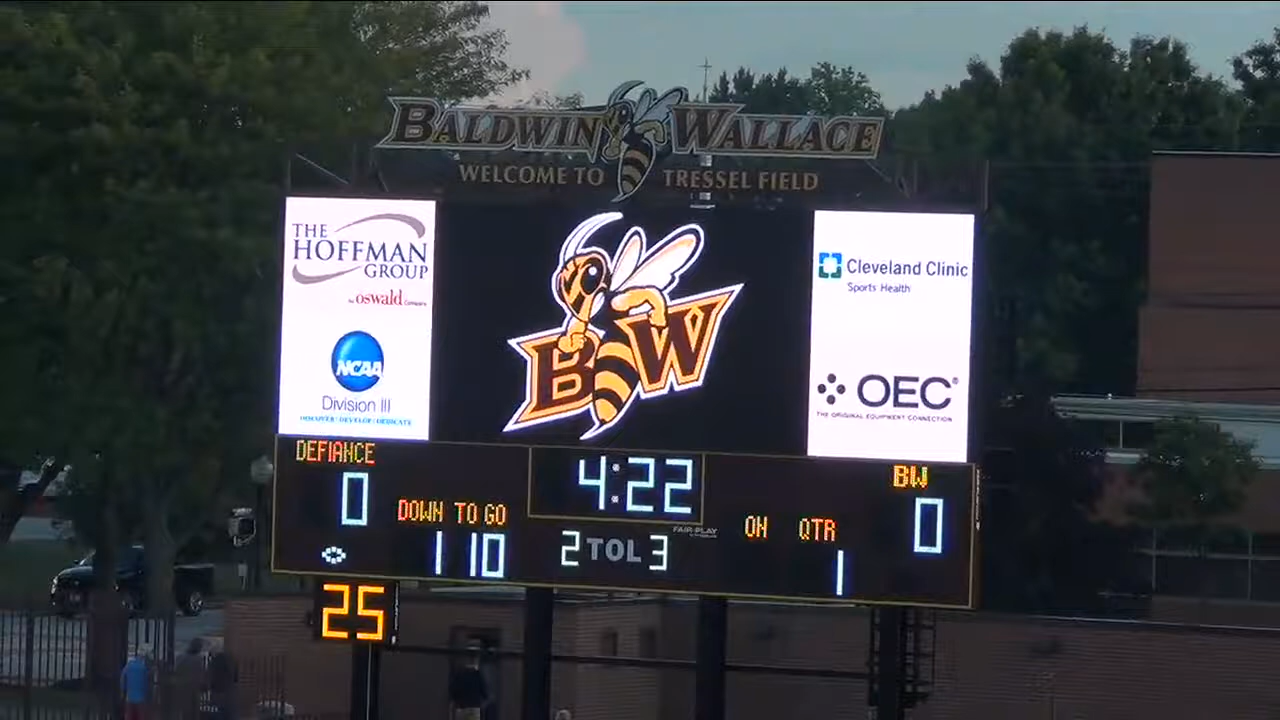 BALDWIN WALLACE
WELCOME TO TRESSEL FIELD
THE
HOFFMAN
GROUP
oswald
NCAA
Division III
BW
Cleveland Clinic
Sports Health
OEC®
THE ORIGINAL EQUIPMENT CONNECTION
DEFIANCE
0
DOWN TO GO
1 10
4:22
FAIR-PLAY
2 TOL 3
ON QTR
1
BW
0
25